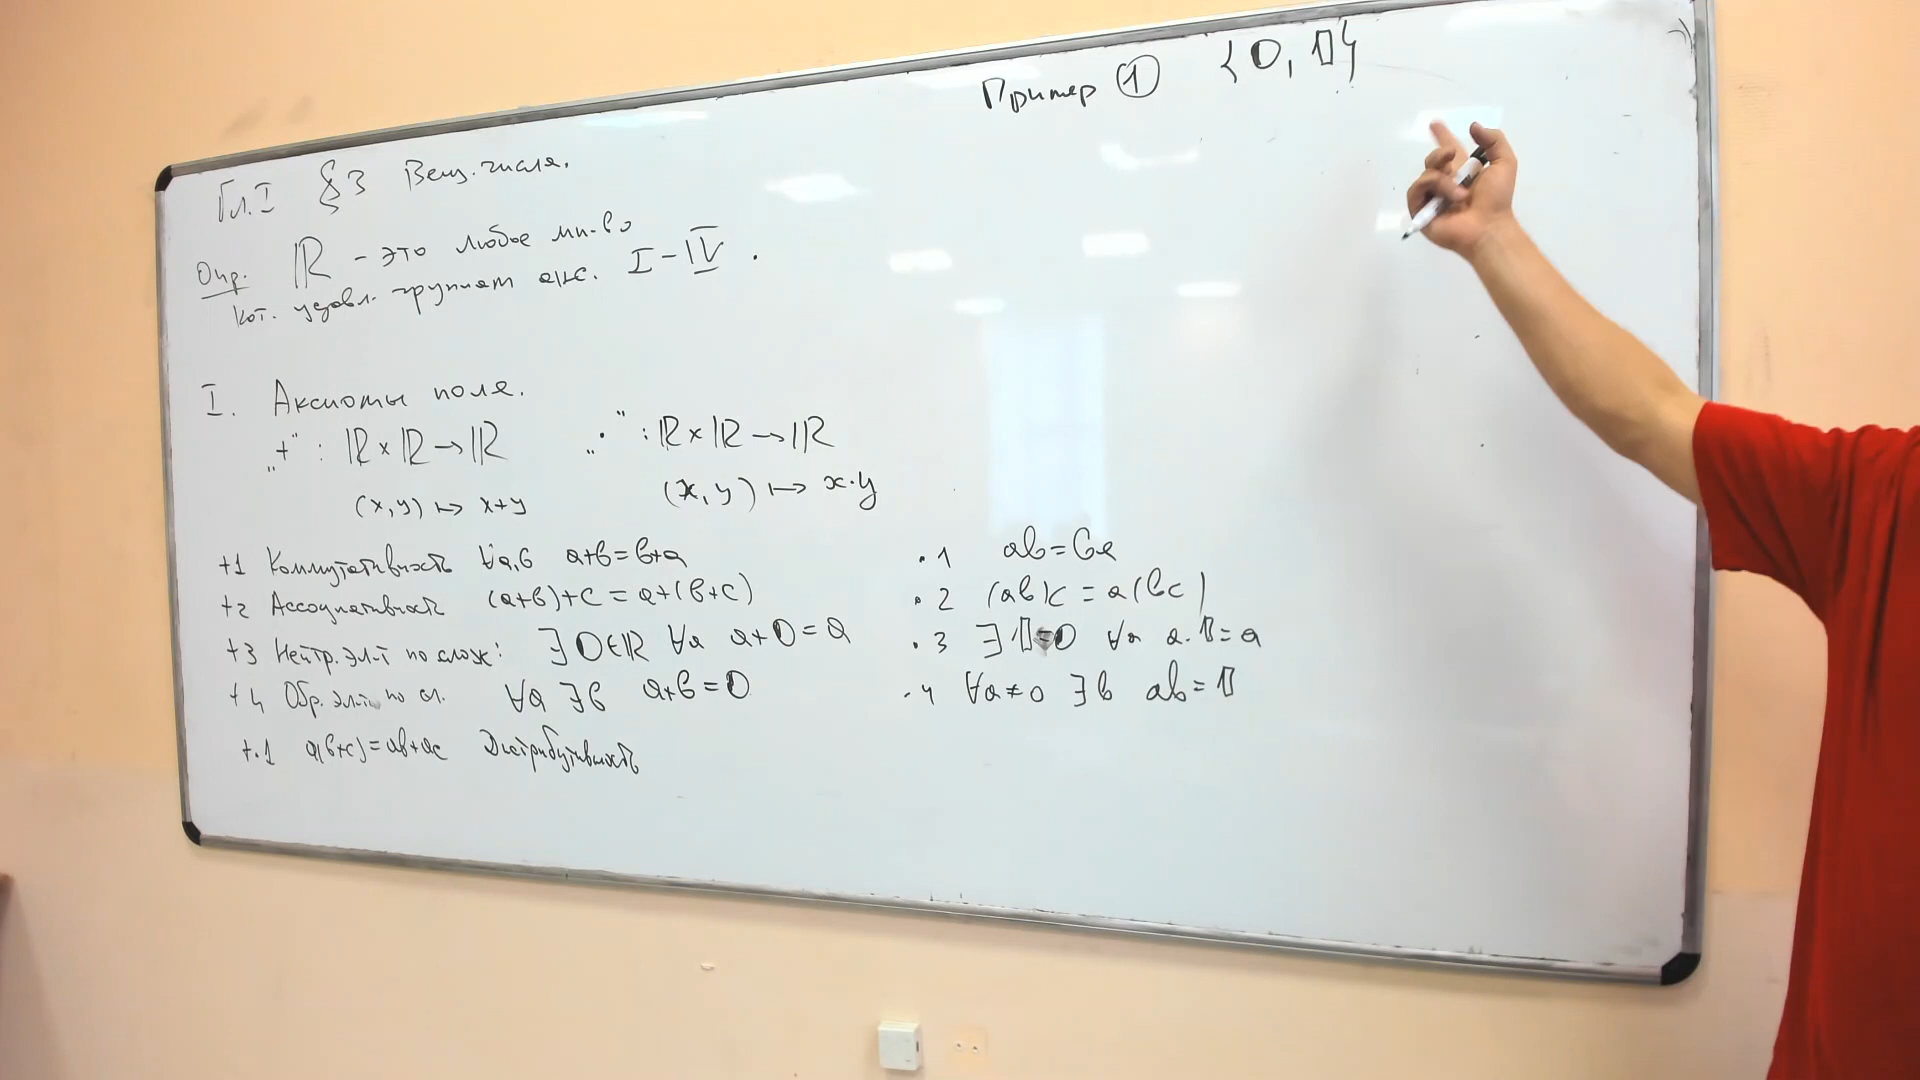 Пример ① {0, 1}
Гл. I §3 Вещ. числа.
Опр. ℝ – это любое мн-во
кот. удовл. группам акс. I – IV.
I. Аксиомы поля.
„+“ : ℝ×ℝ→ℝ „·“ : ℝ×ℝ→ℝ
(x,y) ↦ x+y (x,y) ↦ x·y
+1 Коммутативность ∀a,b a+b=b+a
+2 Ассоциативность (a+b)+c = a+(b+c)
+3 Нейтр. эл-т по слож: ∃0∈ℝ ∀a a+0=a
+4 Обр. эл-т по сл. ∀a ∃b a+b=0
+·1 a(b+c)=ab+ac Дистрибутивность
·1 ab=ba
·2 (ab)c = a(bc)
·3 ∃1≠0 ∀a a·1=a
·4 ∀a≠0 ∃b ab=1